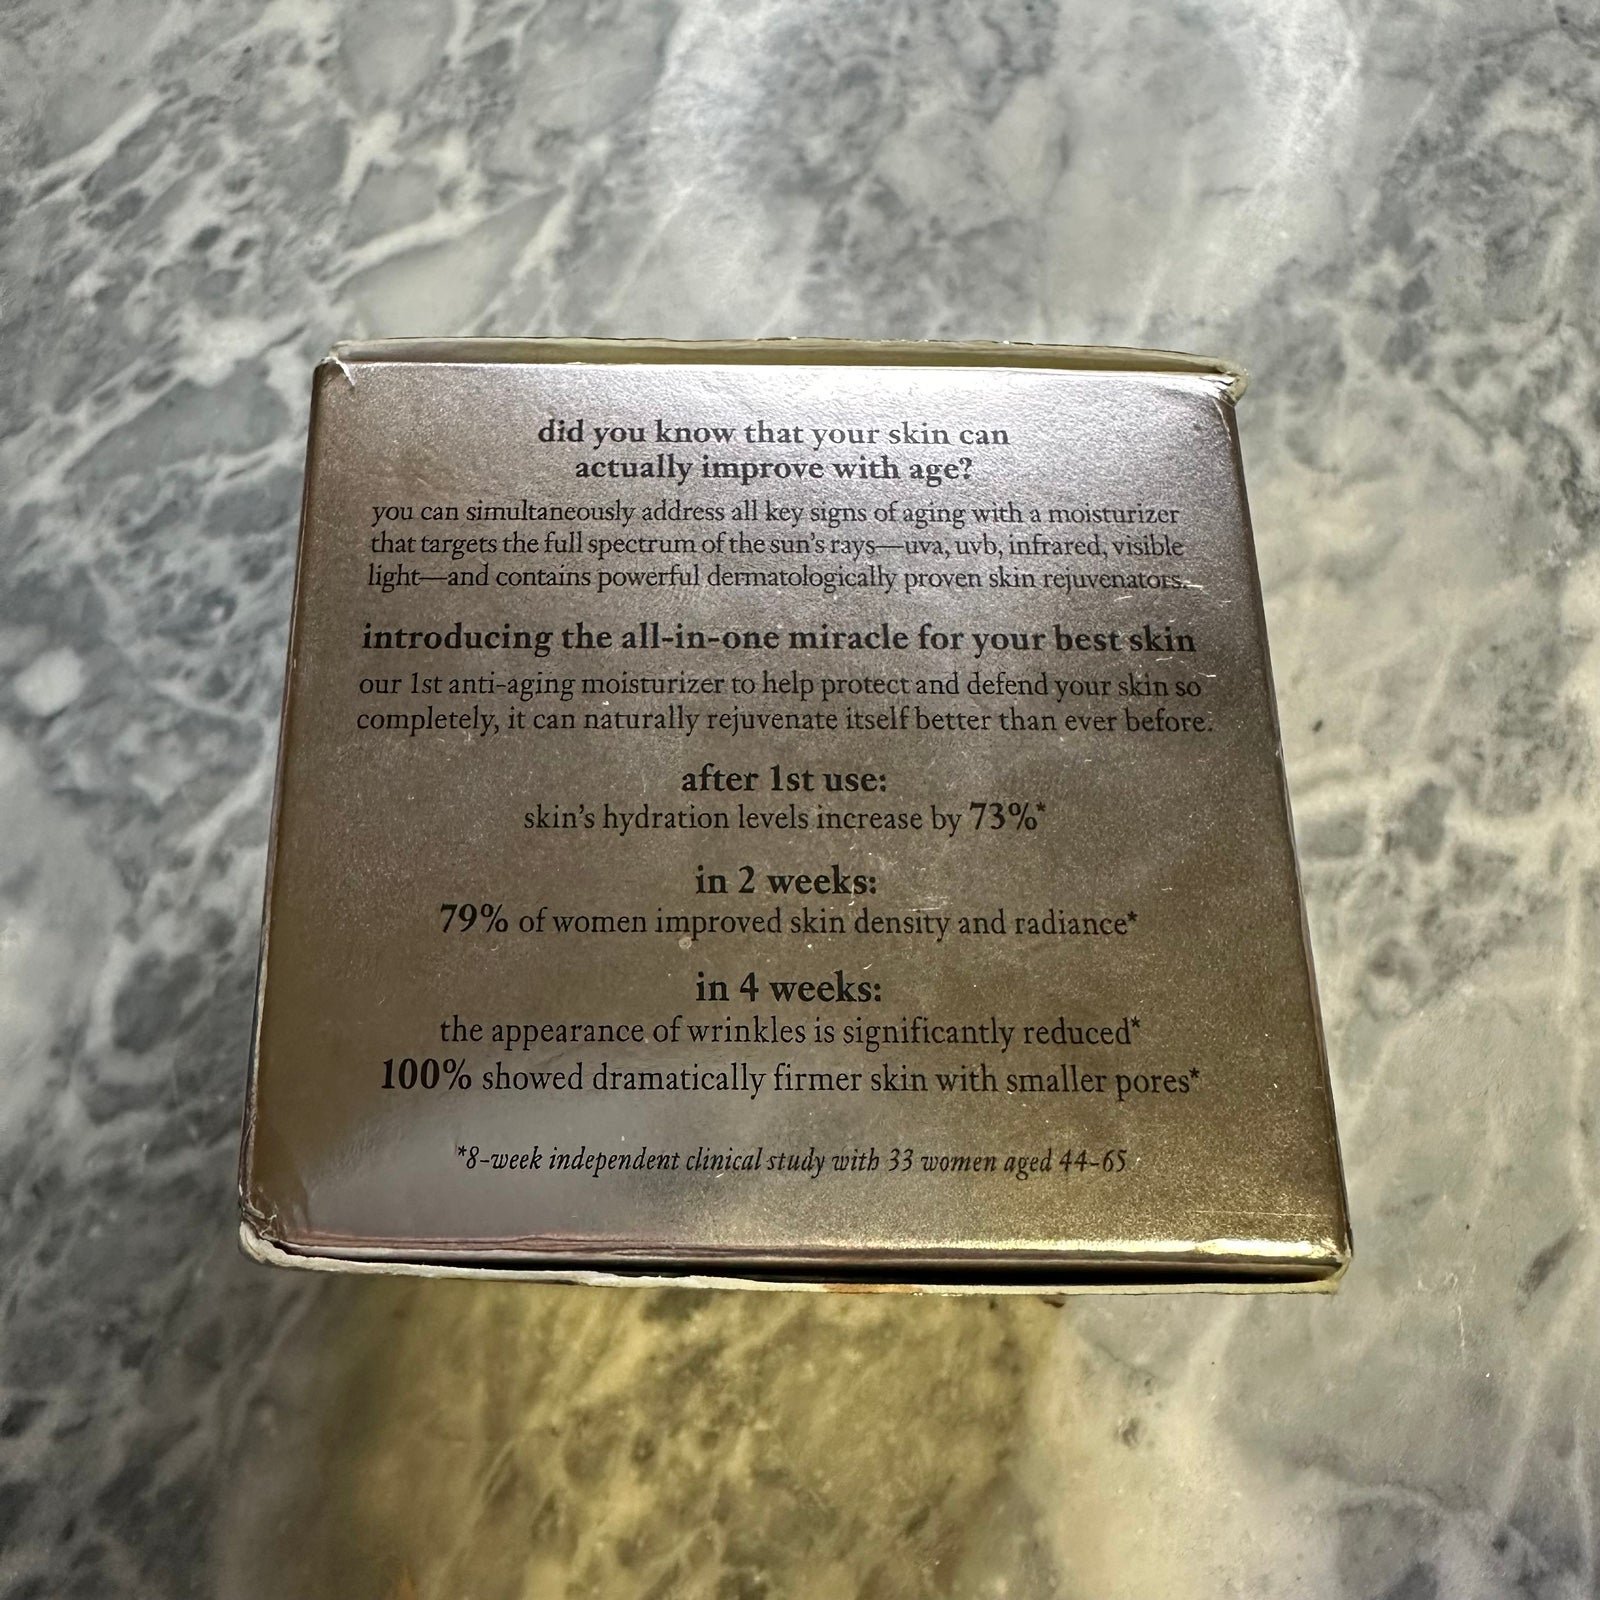 did you know that your skin can
actually improve with age?
you can simultaneously address all key signs of aging with a moisturizer
that targets the full spectrum of the sun's rays—uva, uvb, infrared, visible
light—and contains powerful dermatologically proven skin rejuvenators.
introducing the all-in-one miracle for your best skin
our 1st anti-aging moisturizer to help protect and defend your skin so
completely, it can naturally rejuvenate itself better than ever before.
after 1st use:
skin's hydration levels increase by 73%*
in 2 weeks:
79% of women improved skin density and radiance*
in 4 weeks:
the appearance of wrinkles is significantly reduced*
100% showed dramatically firmer skin with smaller pores*
*8-week independent clinical study with 33 women aged 44-65